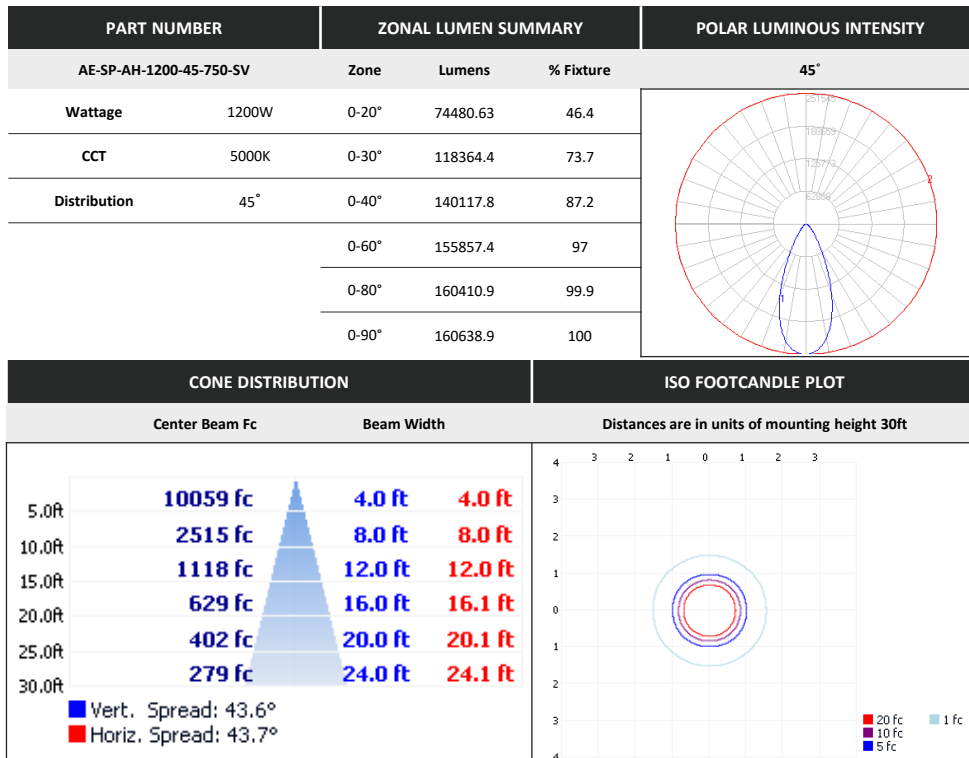 PART NUMBER
ZONAL LUMEN SUMMARY
POLAR LUMINOUS INTENSITY
AE-SP-AH-1200-45-750-SV
Zone Lumens % Fixture
45°
Wattage 1200W
0-20° 74480.63 46.4
CCT 5000K
0-30° 118364.4 73.7
Distribution 45°
0-40° 140117.8 87.2
0-60° 155857.4 97
0-80° 160410.9 99.9
0-90° 160638.9 100
251545
188659
125773
2
1
CONE DISTRIBUTION
ISO FOOTCANDLE PLOT
Center Beam Fc Beam Width
Distances are in units of mounting height 30ft
5.0ft 10059 fc 4.0 ft 4.0 ft
10.0ft 2515 fc 8.0 ft 8.0 ft
15.0ft 1118 fc 12.0 ft 12.0 ft
20.0ft 629 fc 16.0 ft 16.1 ft
25.0ft 402 fc 20.0 ft 20.1 ft
30.0ft 279 fc 24.0 ft 24.1 ft
Vert. Spread: 43.6°
Horiz. Spread: 43.7°
3 2 1 0 1 2 3
4
3
2
1
0
1
2
3
4
20 fc 1 fc
10 fc
5 fc